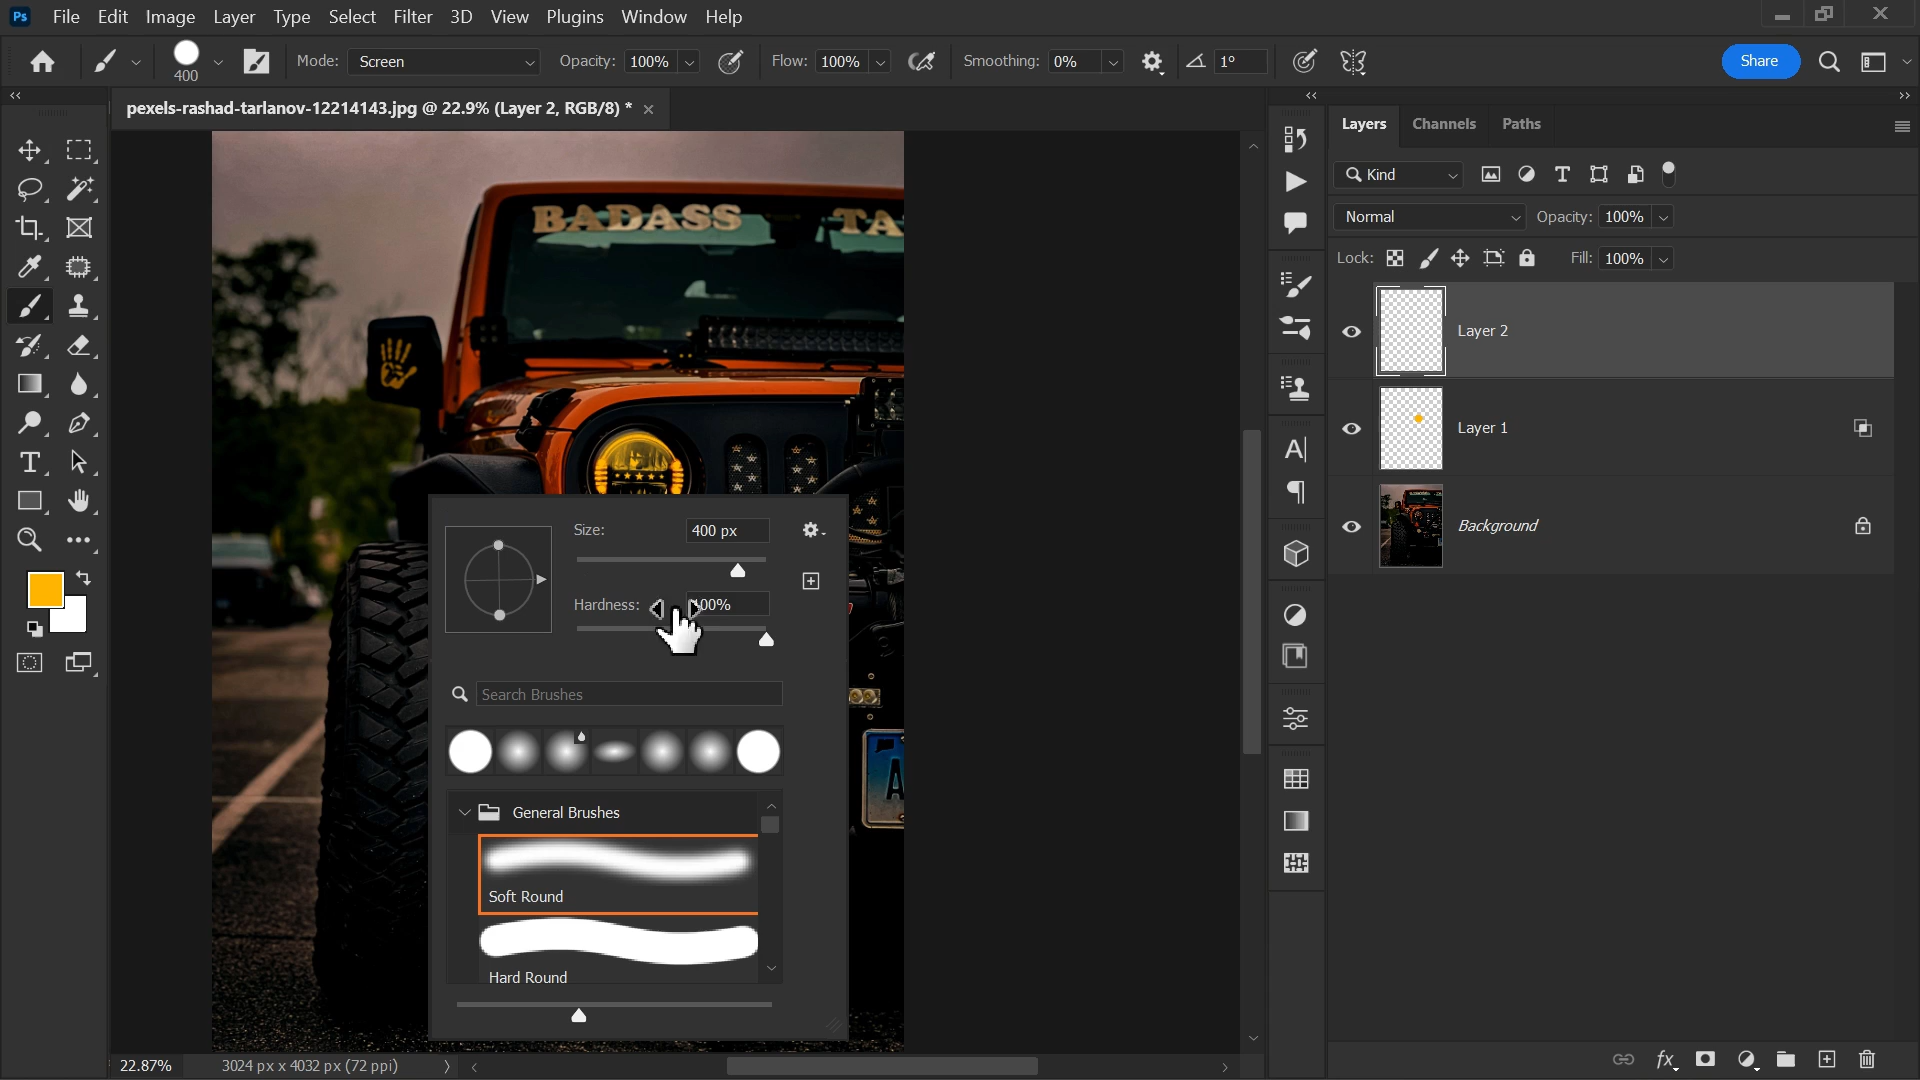 Ps File Edit Image Layer Type Select Filter 3D View Plugins Window Help
400 Mode: Screen Opacity: 100% Flow: 100% Smoothing: 0% 1° Share
pexels-rashad-tarlanov-12214143.jpg @ 22.9% (Layer 2, RGB/8) *
Layers Channels Paths
Kind
Normal Opacity: 100%
Lock: Fill: 100%
Layer 2
Layer 1
Background
BADASS TA
Size: 400 px
Hardness: 100%
Search Brushes
General Brushes
Soft Round
Hard Round
A
22.87% 3024 px x 4032 px (72 ppi)